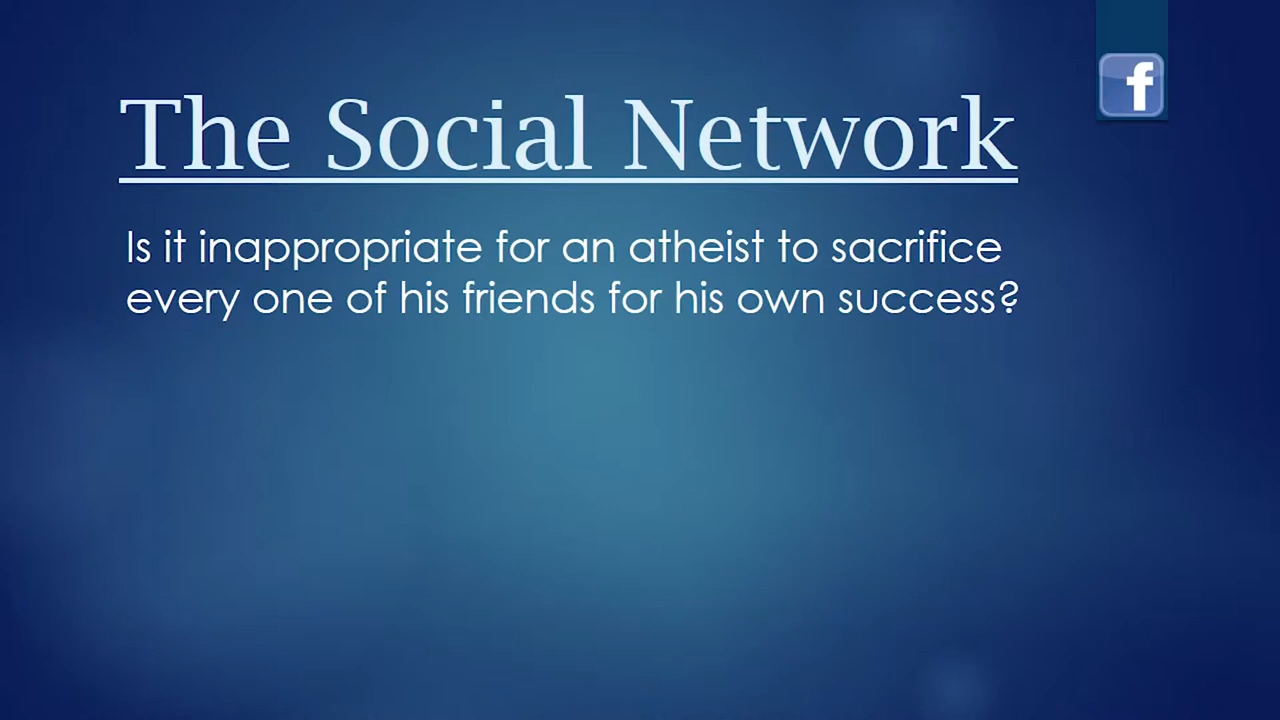 The Social Network
f
Is it inappropriate for an atheist to sacrifice
every one of his friends for his own success?